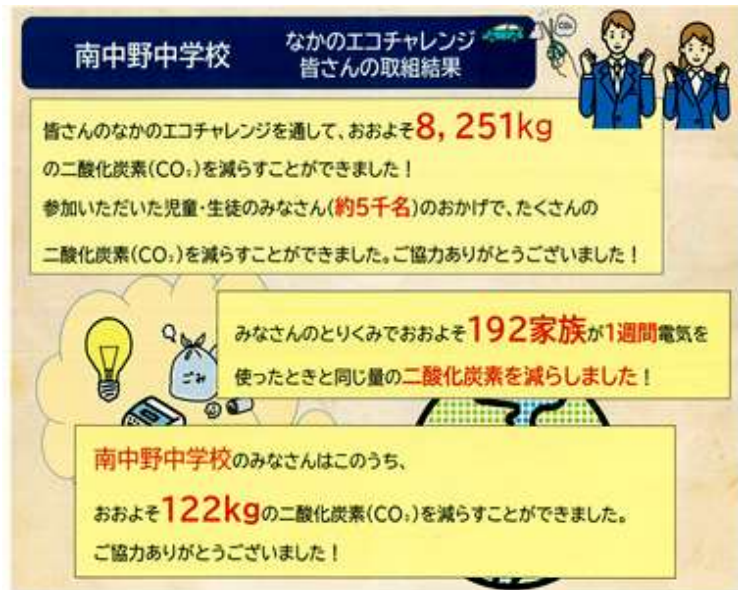 南中野中学校
なかのエコチャレンジ
皆さんの取組結果
CO₂
皆さんのなかのエコチャレンジを通して、おおよそ8,251kg
の二酸化炭素(CO₂)を減らすことができました!
参加いただいた児童・生徒のみなさん(約5千名)のおかげで、たくさんの
二酸化炭素(CO₂)を減らすことができました。ご協力ありがとうございました!
みなさんのとりくみでおおよそ192家族が1週間電気を
使ったときと同じ量の二酸化炭素を減らしました!
ごみ
南中野中学校のみなさんはこのうち、
おおよそ122kgの二酸化炭素(CO₂)を減らすことができました。
ご協力ありがとうございました!